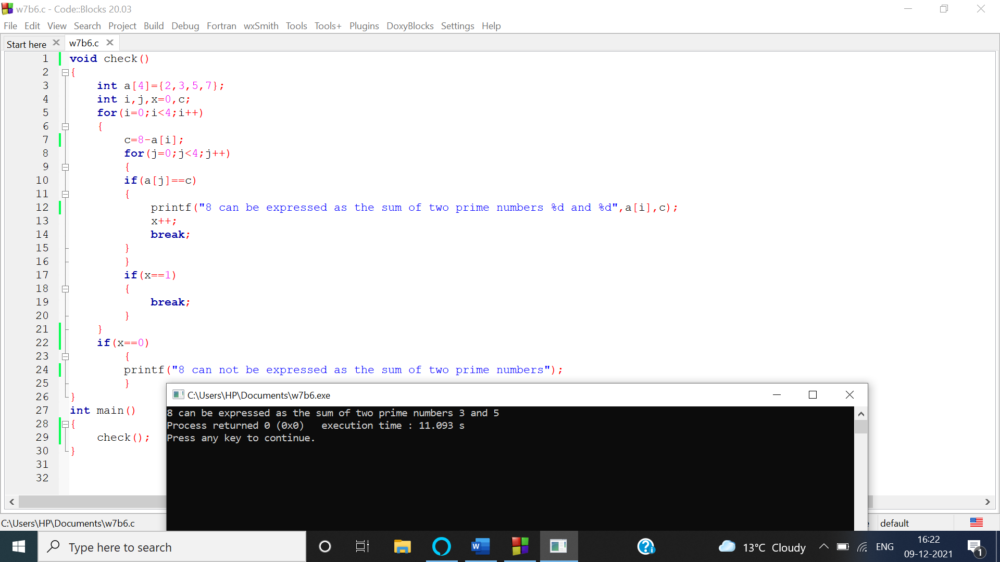 w7b6.c - Code::Blocks 20.03
File Edit View Search Project Build Debug Fortran wxSmith Tools Tools+ Plugins DoxyBlocks Settings Help
Start here w7b6.c
1 void check()
2 {
3 int a[4]={2,3,5,7};
4 int i,j,x=0,c;
5 for(i=0;i<4;i++)
6 {
7 c=8-a[i];
8 for(j=0;j<4;j++)
9 {
10 if(a[j]==c)
11 {
12 printf("8 can be expressed as the sum of two prime numbers %d and %d",a[i],c);
13 x++;
14 break;
15 }
16 }
17 if(x==1)
18 {
19 break;
20 }
21 }
22 if(x==0)
23 {
24 printf("8 can not be expressed as the sum of two prime numbers");
25 }
26 }
27 int main()
28 {
29 check();
30 }
31
32
C:\Users\HP\Documents\w7b6.exe
8 can be expressed as the sum of two prime numbers 3 and 5
Process returned 0 (0x0) execution time : 11.093 s
Press any key to continue.
C:\Users\HP\Documents\w7b6.c default
Type here to search
W
13°C Cloudy
ENG
16:22
09-12-2021
1